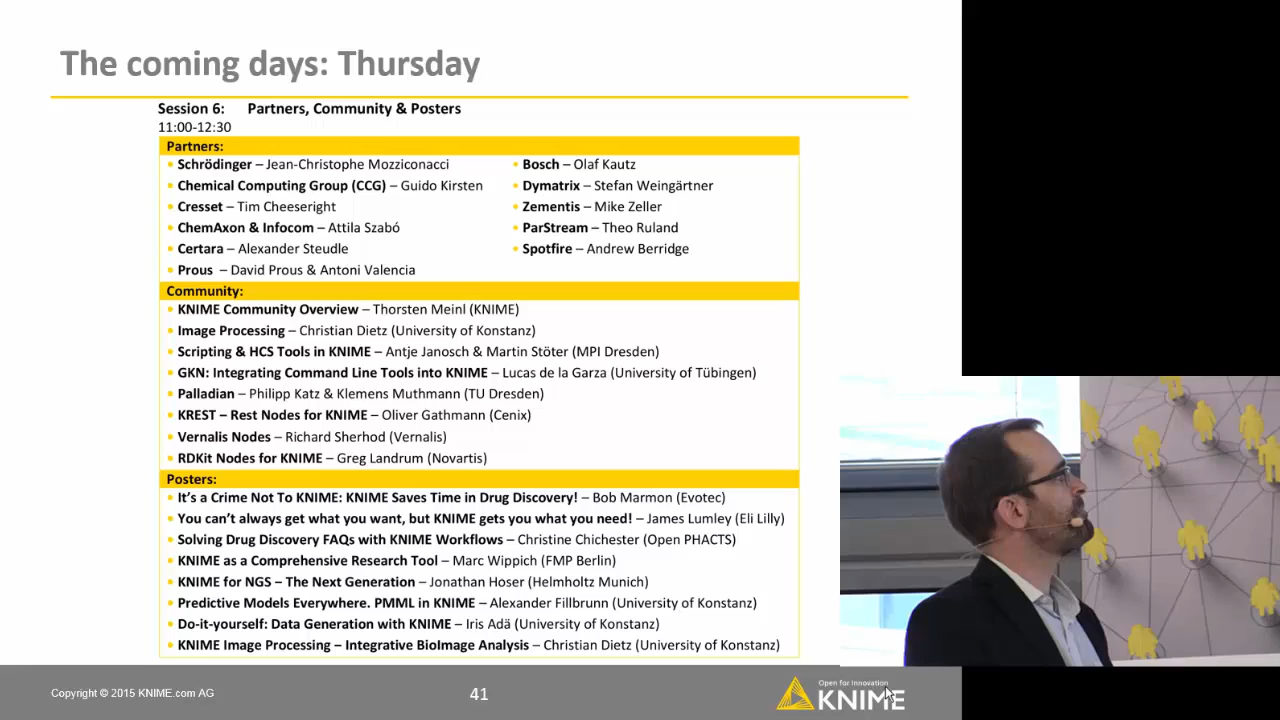 The coming days: Thursday
Session 6: Partners, Community & Posters
11:00-12:30
Partners:
• Schrödinger – Jean-Christophe Mozziconacci
• Chemical Computing Group (CCG) – Guido Kirsten
• Cresset – Tim Cheeseright
• ChemAxon & Infocom – Attila Szabó
• Certara – Alexander Steudle
• Prous – David Prous & Antoni Valencia
• Bosch – Olaf Kautz
• Dymatrix – Stefan Weingärtner
• Zementis – Mike Zeller
• ParStream – Theo Ruland
• Spotfire – Andrew Berridge
Community:
• KNIME Community Overview – Thorsten Meinl (KNIME)
• Image Processing – Christian Dietz (University of Konstanz)
• Scripting & HCS Tools in KNIME – Antje Janosch & Martin Stöter (MPI Dresden)
• GKN: Integrating Command Line Tools into KNIME – Lucas de la Garza (University of Tübingen)
• Palladian – Philipp Katz & Klemens Muthmann (TU Dresden)
• KREST – Rest Nodes for KNIME – Oliver Gathmann (Cenix)
• Vernalis Nodes – Richard Sherhod (Vernalis)
• RDKit Nodes for KNIME – Greg Landrum (Novartis)
Posters:
• It's a Crime Not To KNIME: KNIME Saves Time in Drug Discovery! – Bob Marmon (Evotec)
• You can't always get what you want, but KNIME gets you what you need! – James Lumley (Eli Lilly)
• Solving Drug Discovery FAQs with KNIME Workflows – Christine Chichester (Open PHACTS)
• KNIME as a Comprehensive Research Tool – Marc Wippich (FMP Berlin)
• KNIME for NGS – The Next Generation – Jonathan Hoser (Helmholtz Munich)
• Predictive Models Everywhere. PMML in KNIME – Alexander Fillbrunn (University of Konstanz)
• Do-it-yourself: Data Generation with KNIME – Iris Adä (University of Konstanz)
• KNIME Image Processing – Integrative BioImage Analysis – Christian Dietz (University of Konstanz)
Copyright © 2015 KNIME.com AG
41
Open for Innovation
KNIME